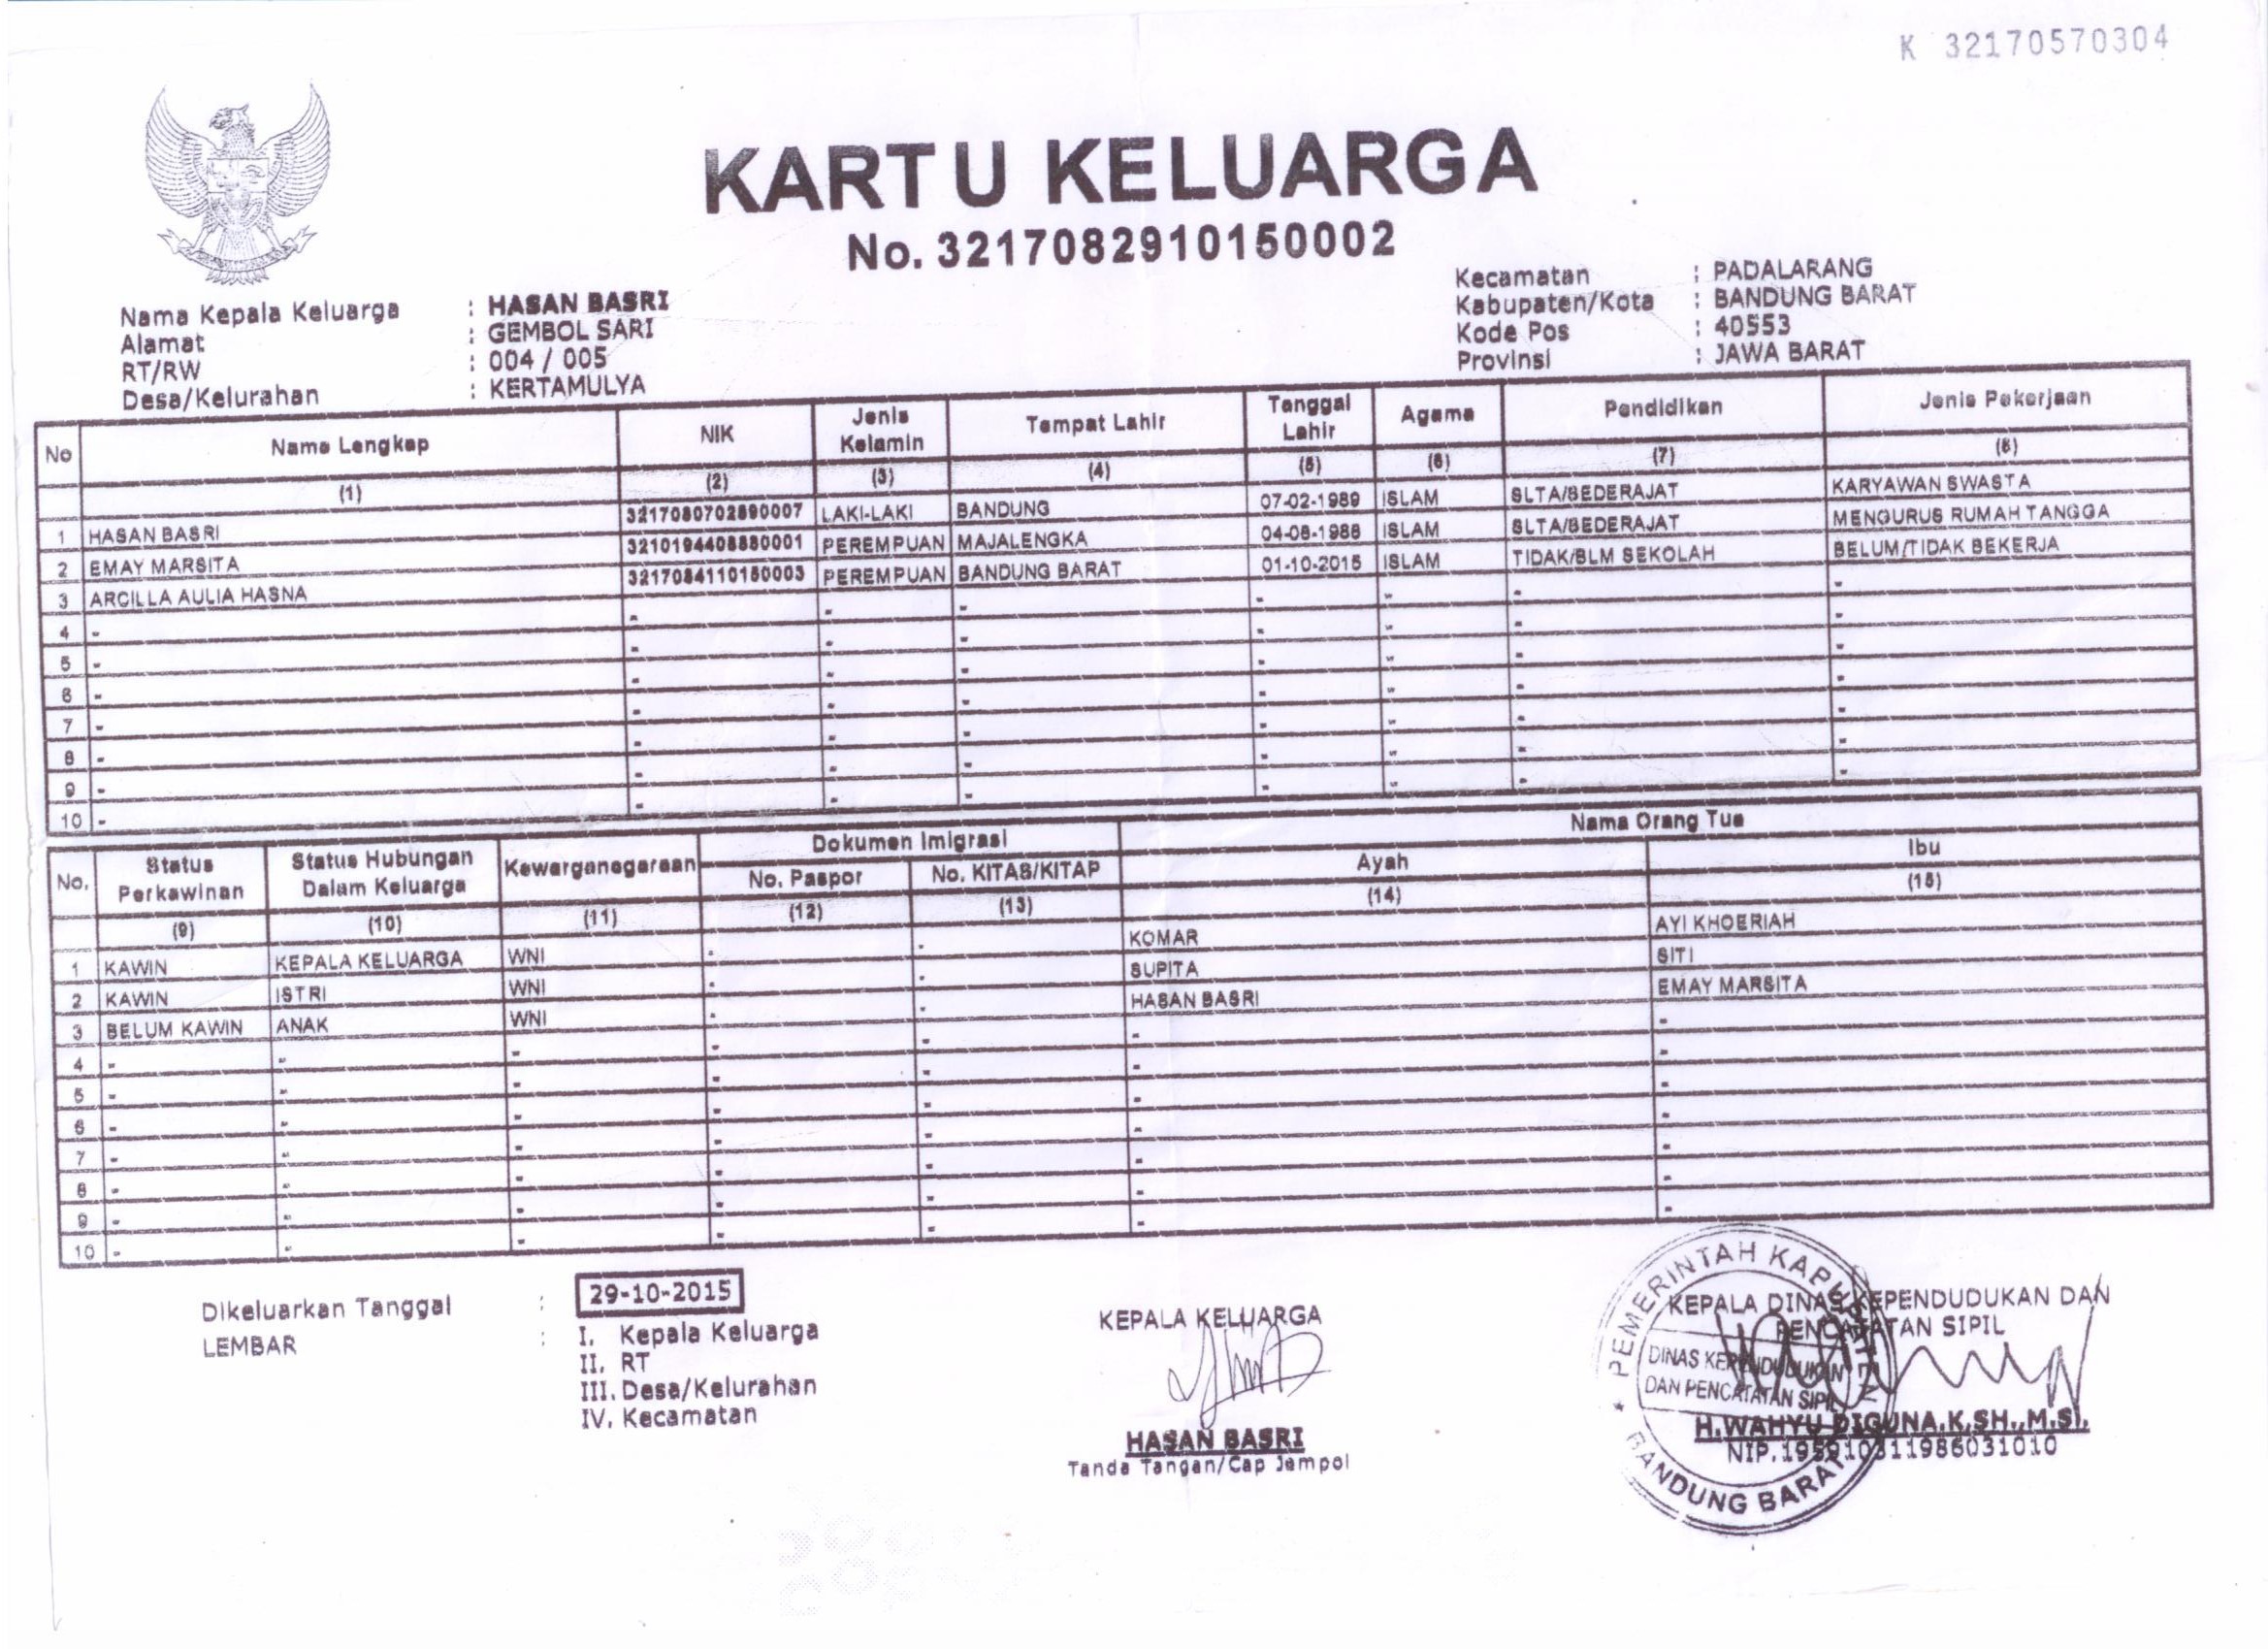 K 32170570304
KARTU KELUARGA
No. 3217082910150002
Nama Kepala Keluarga : HASAN BASRI
Alamat : GEMBOL SARI
RT/RW : 004 / 005
Desa/Kelurahan : KERTAMULYA
Kecamatan : PADALARANG
Kabupaten/Kota : BANDUNG BARAT
Kode Pos : 40553
Provinsi : JAWA BARAT
No Nama Lengkap NIK Jenis Kelamin Tempat Lahir Tanggal Lahir Agama Pendidikan Jenis Pekerjaan
(1) (2) (3) (4) (5) (6) (7) (8)
1 HASAN BASRI 3217080702890007 LAKI-LAKI BANDUNG 07-02-1989 ISLAM SLTA/SEDERAJAT KARYAWAN SWASTA
2 EMAY MARSITA 3210194408880001 PEREMPUAN MAJALENGKA 04-08-1988 ISLAM SLTA/SEDERAJAT MENGURUS RUMAH TANGGA
3 ARCILLA AULIA HASNA 3217084110150003 PEREMPUAN BANDUNG BARAT 01-10-2015 ISLAM TIDAK/BLM SEKOLAH BELUM/TIDAK BEKERJA
4 - - - - - - - -
5 - - - - - - - -
6 - - - - - - - -
7 - - - - - - - -
8 - - - - - - - -
9 - - - - - - - -
10 - - - - - - - -
No. Status Perkawinan Status Hubungan Dalam Keluarga Kewarganegaraan Dokumen Imigrasi Nama Orang Tua
No. Paspor No. KITAS/KITAP Ayah Ibu
(9) (10) (11) (12) (13) (14) (15)
1 KAWIN KEPALA KELUARGA WNI - - KOMAR AYI KHOERIAH
2 KAWIN ISTRI WNI - - SUPITA SITI
3 BELUM KAWIN ANAK WNI - - HASAN BASRI EMAY MARSITA
4 - - - - - - -
5 - - - - - - -
6 - - - - - - -
7 - - - - - - -
8 - - - - - - -
9 - - - - - - -
10 - - - - - - -
Dikeluarkan Tanggal : 29-10-2015
LEMBAR : I. Kepala Keluarga
II. RT
III. Desa/Kelurahan
IV. Kecamatan
KEPALA KELUARGA
HASAN BASRI
Tanda Tangan/Cap Jempol
KEPALA DINAS KEPENDUDUKAN DAN
PENCATATAN SIPIL
H.WAHYU DIGUNA.K,SH.,M.Si.
NIP.195910311986031010
PEMERINTAH KABUPATEN
DINAS KEPENDUDUKAN
DAN PENCATATAN SIPIL
BANDUNG BARAT